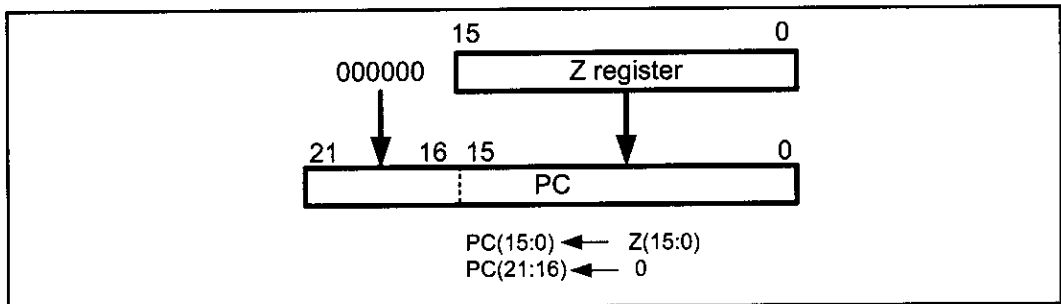 15 0
000000 Z register
21 16 15 0
PC
PC(15:0) ← Z(15:0)
PC(21:16) ← 0